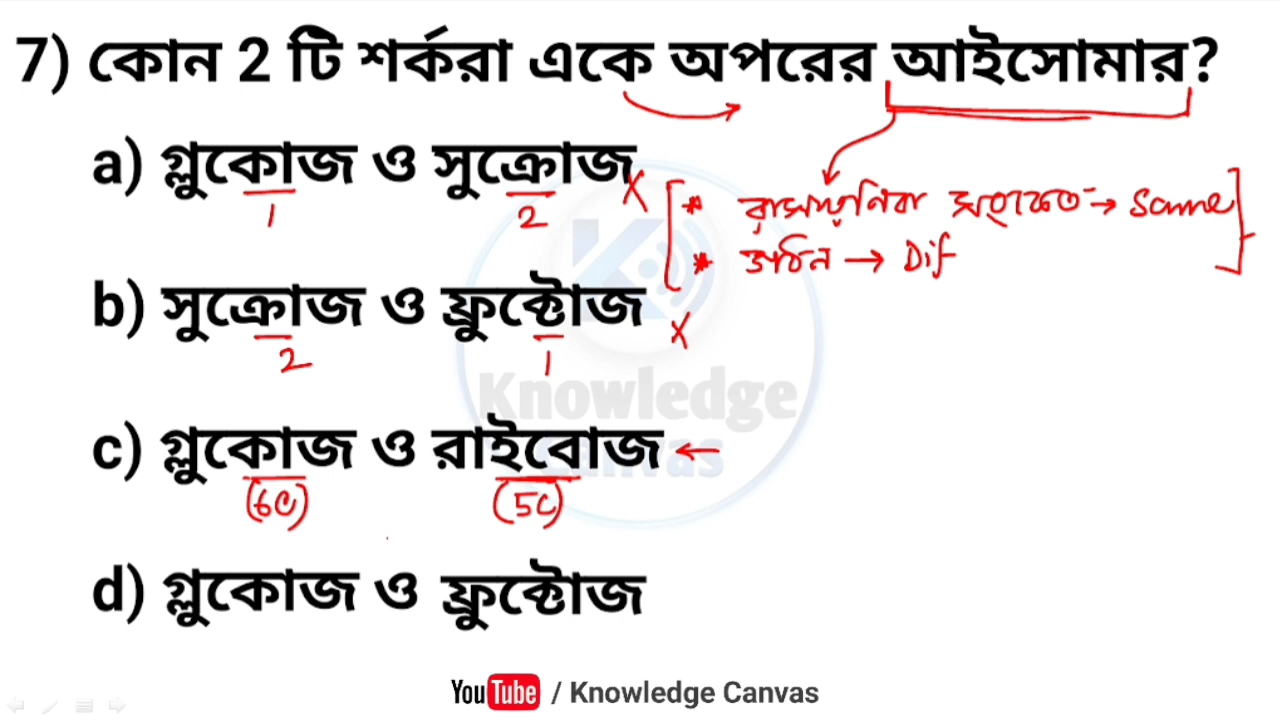 7) কোন 2 টি শর্করা একে অপরের আইসোমার?
a) গ্লুকোজ ও সুক্রোজ
1 2 X
* রাসায়নিক সংকেত → Same
* গঠন → Dif
b) সুক্রোজ ও ফ্রুক্টোজ
2 1 X
Knowledge
Canvas
c) গ্লুকোজ ও রাইবোজ ←
(6C) (5C)
d) গ্লুকোজ ও ফ্রুক্টোজ
YouTube / Knowledge Canvas